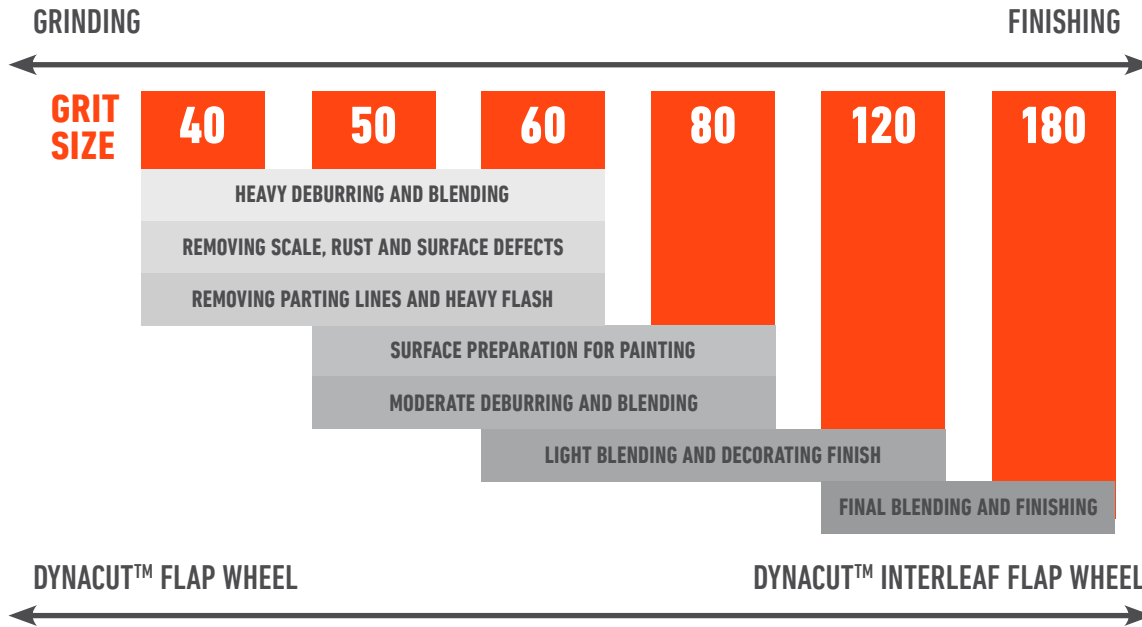 GRINDING FINISHING
GRIT
SIZE
40 50 60 80 120 180
HEAVY DEBURRING AND BLENDING
REMOVING SCALE, RUST AND SURFACE DEFECTS
REMOVING PARTING LINES AND HEAVY FLASH
SURFACE PREPARATION FOR PAINTING
MODERATE DEBURRING AND BLENDING
LIGHT BLENDING AND DECORATING FINISH
FINAL BLENDING AND FINISHING
DYNACUT™ FLAP WHEEL DYNACUT™ INTERLEAF FLAP WHEEL